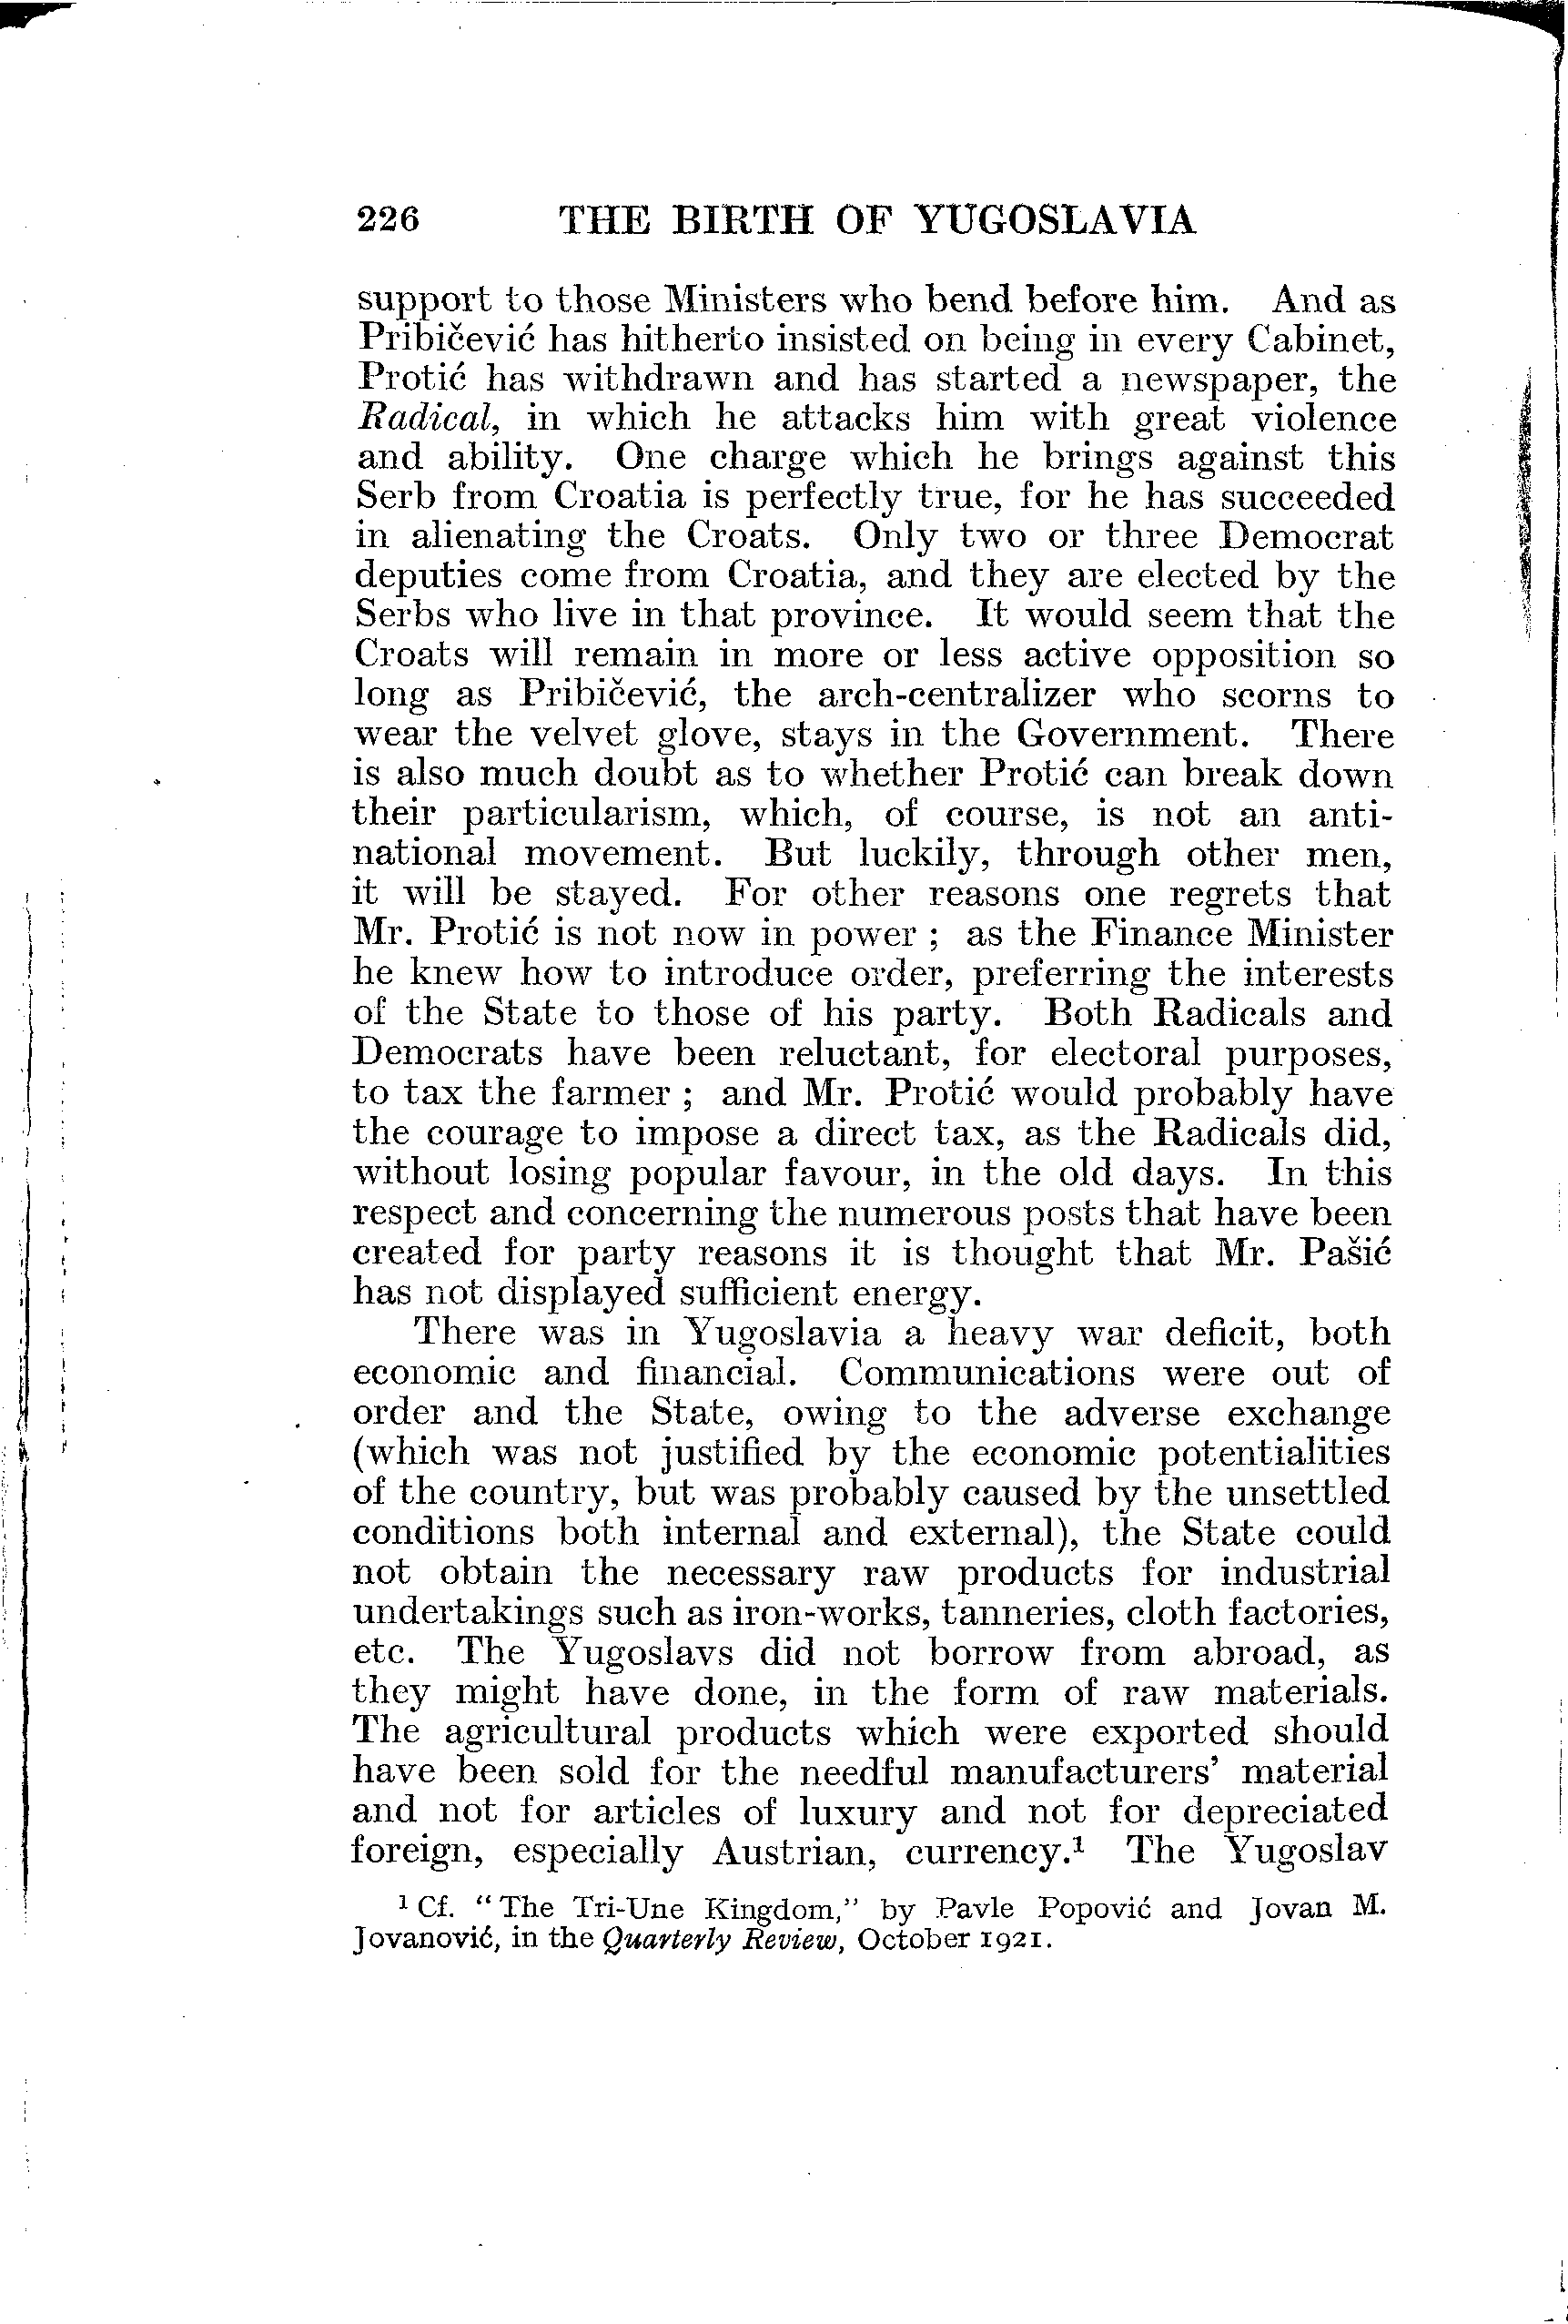 226 THE BIRTH OF YUGOSLAVIA
support to those Ministers who bend before him. And as
Pribičević has hitherto insisted on being in every Cabinet,
Protić has withdrawn and has started a newspaper, the
Radical, in which he attacks him with great violence
and ability. One charge which he brings against this
Serb from Croatia is perfectly true, for he has succeeded
in alienating the Croats. Only two or three Democrat
deputies come from Croatia, and they are elected by the
Serbs who live in that province. It would seem that the
Croats will remain in more or less active opposition so
long as Pribičević, the arch-centralizer who scorns to
wear the velvet glove, stays in the Government. There
is also much doubt as to whether Protić can break down
their particularism, which, of course, is not an anti-
national movement. But luckily, through other men,
it will be stayed. For other reasons one regrets that
Mr. Protić is not now in power ; as the Finance Minister
he knew how to introduce order, preferring the interests
of the State to those of his party. Both Radicals and
Democrats have been reluctant, for electoral purposes,
to tax the farmer ; and Mr. Protić would probably have
the courage to impose a direct tax, as the Radicals did,
without losing popular favour, in the old days. In this
respect and concerning the numerous posts that have been
created for party reasons it is thought that Mr. Pašić
has not displayed sufficient energy.
There was in Yugoslavia a heavy war deficit, both
economic and financial. Communications were out of
order and the State, owing to the adverse exchange
(which was not justified by the economic potentialities
of the country, but was probably caused by the unsettled
conditions both internal and external), the State could
not obtain the necessary raw products for industrial
undertakings such as iron-works, tanneries, cloth factories,
etc. The Yugoslavs did not borrow from abroad, as
they might have done, in the form of raw materials.
The agricultural products which were exported should
have been sold for the needful manufacturers' material
and not for articles of luxury and not for depreciated
foreign, especially Austrian, currency.¹ The Yugoslav
¹ Cf. "The Tri-Une Kingdom," by Pavle Popović and Jovan M.
Jovanović, in the Quarterly Review, October 1921.